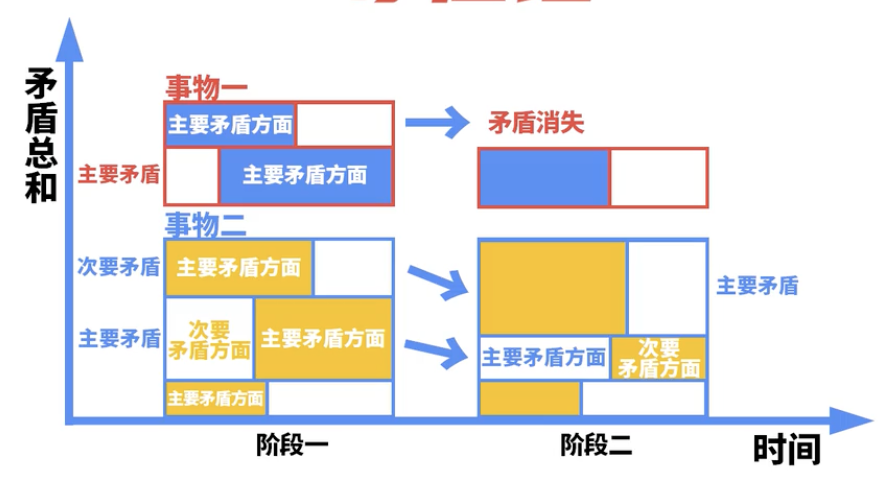 矛盾总和
事物一
主要矛盾方面
矛盾消失
主要矛盾
主要矛盾方面
事物二
次要矛盾
主要矛盾方面
主要矛盾
主要矛盾
次要
矛盾方面
主要矛盾方面
主要矛盾方面
次要
矛盾方面
主要矛盾方面
阶段一
阶段二
时间